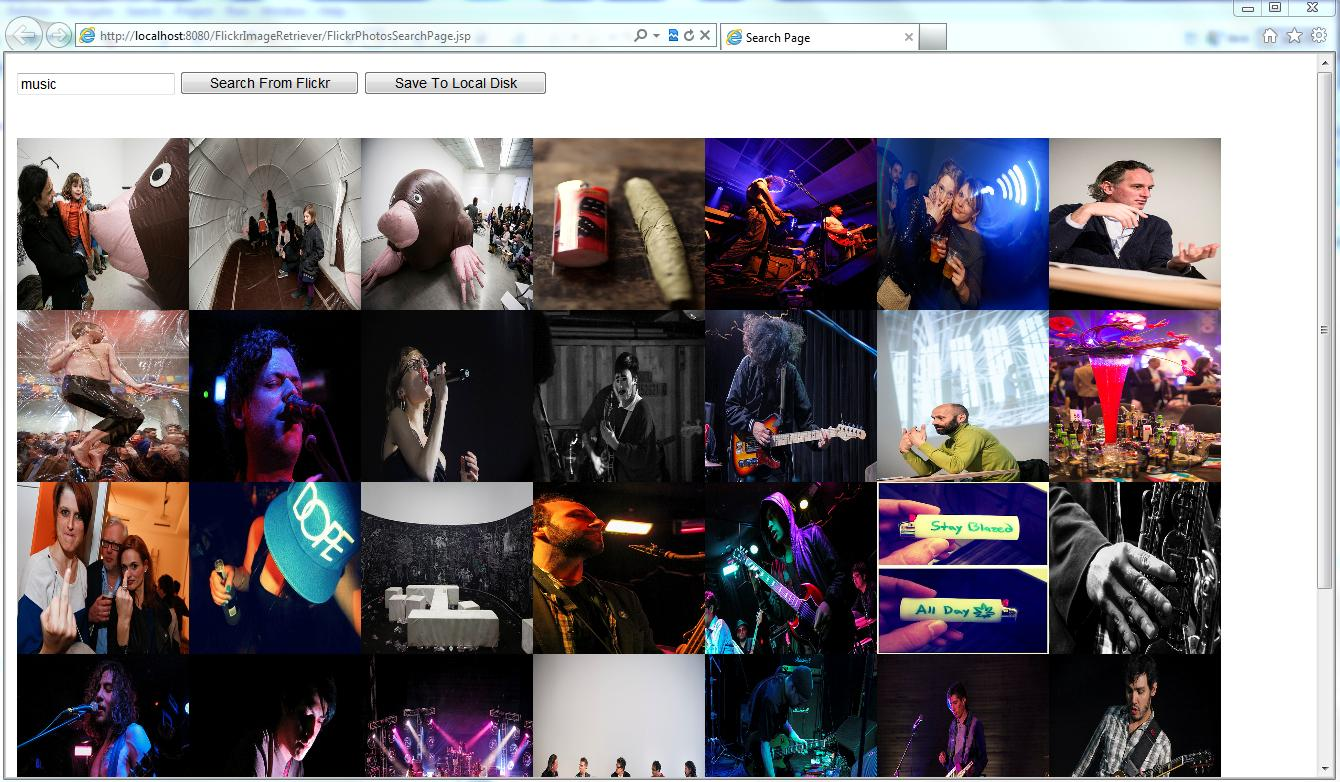 http://localhost:8080/FlickrImageRetriever/FlickrPhotosSearchPage.jsp
Search Page
music
Search From Flickr
Save To Local Disk
DOPE
Stay Blazed
All Day